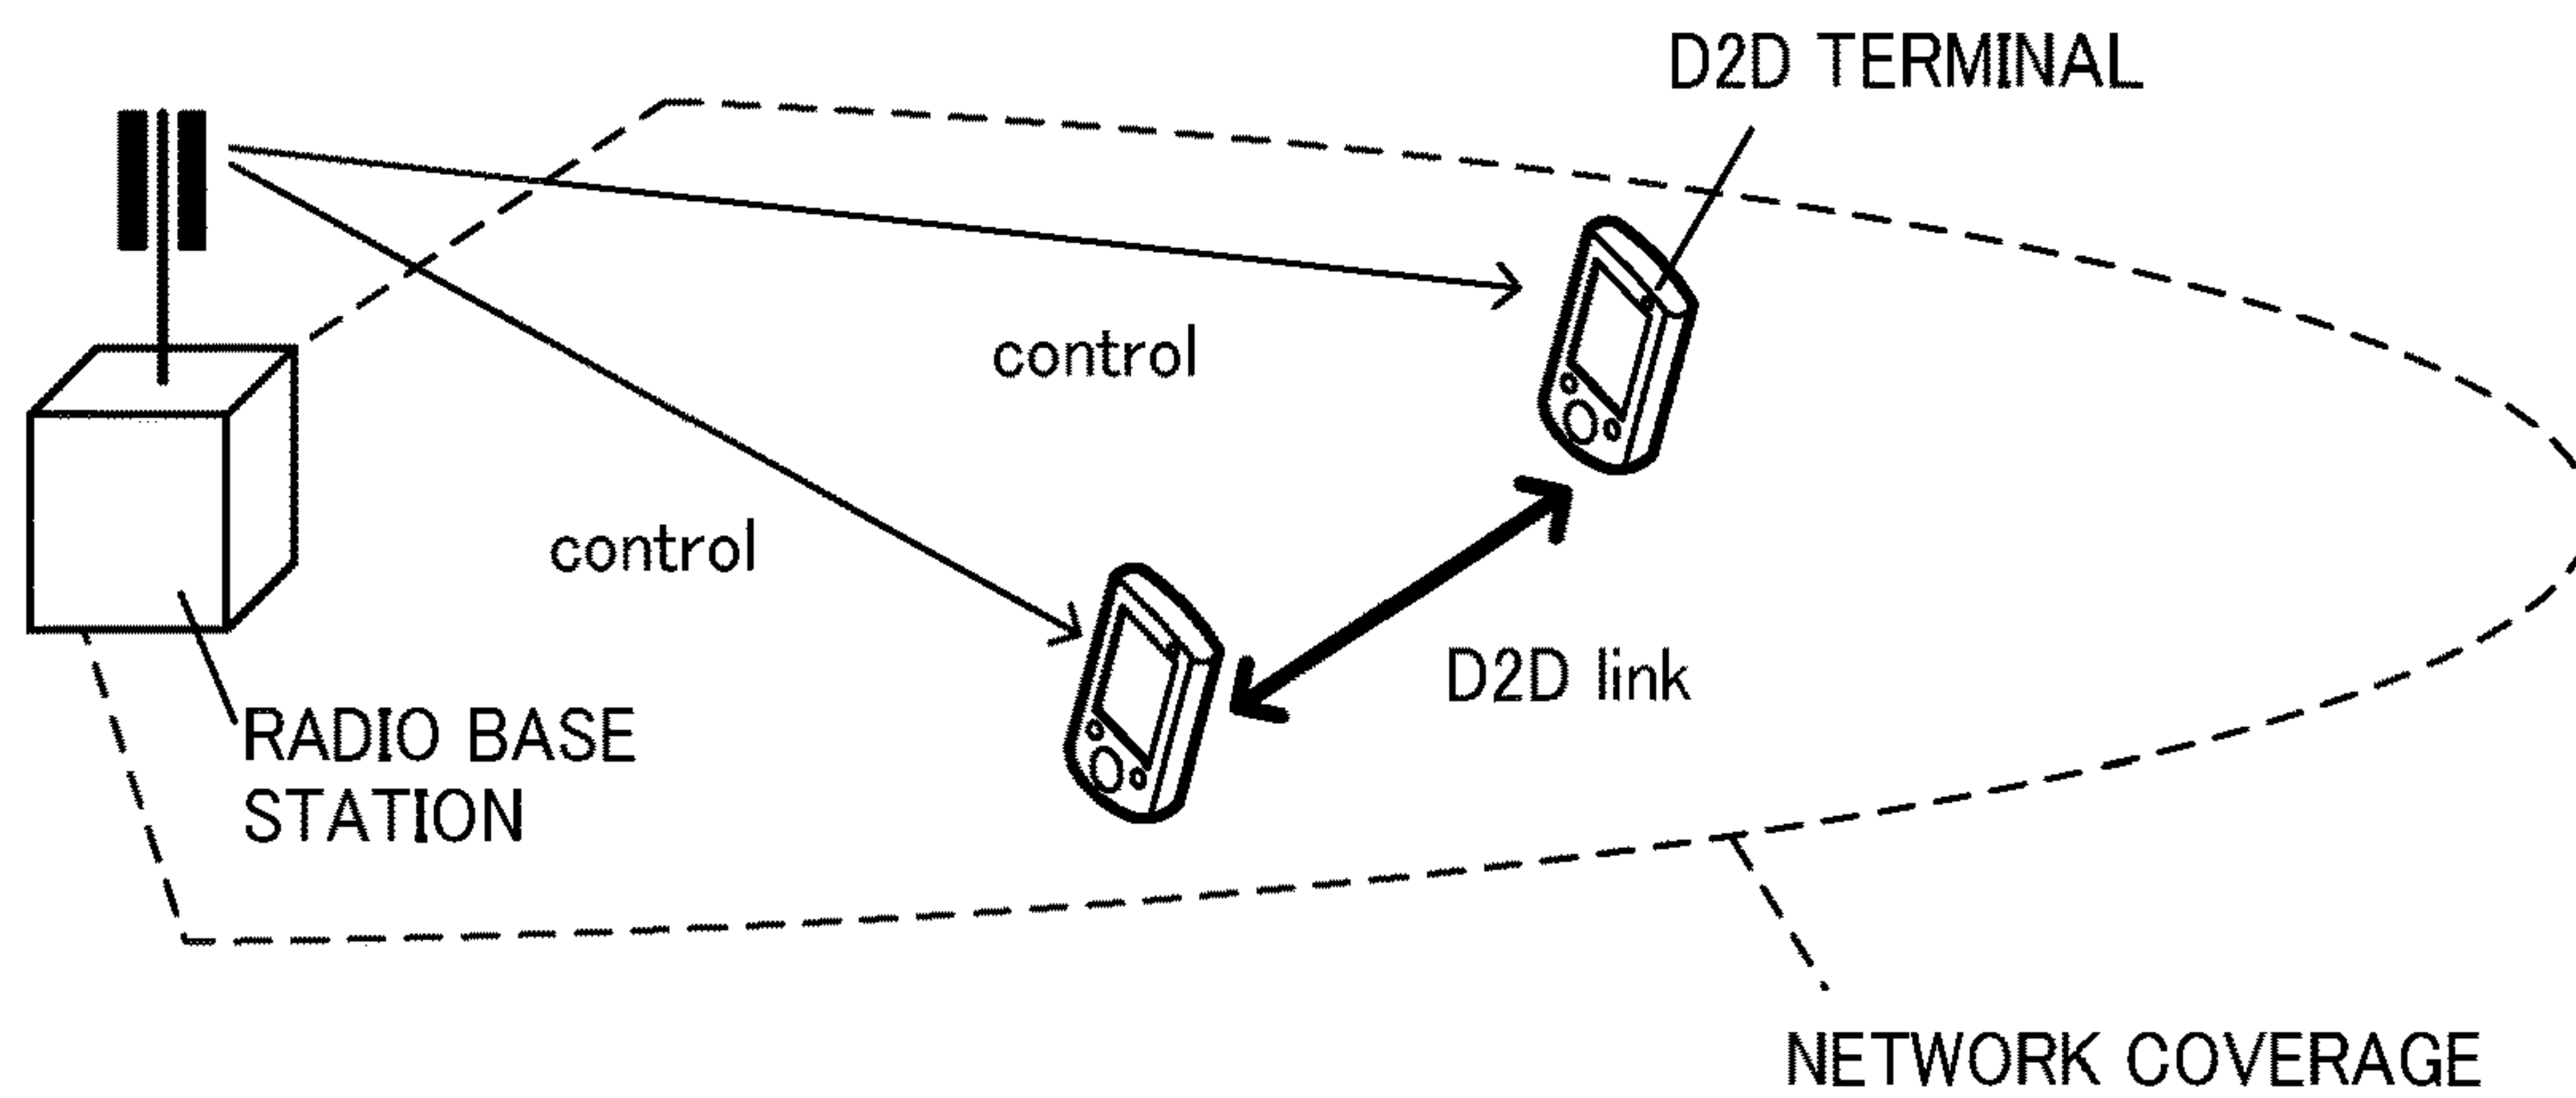 D2D TERMINAL
control
control
D2D link
RADIO BASE
STATION
NETWORK COVERAGE